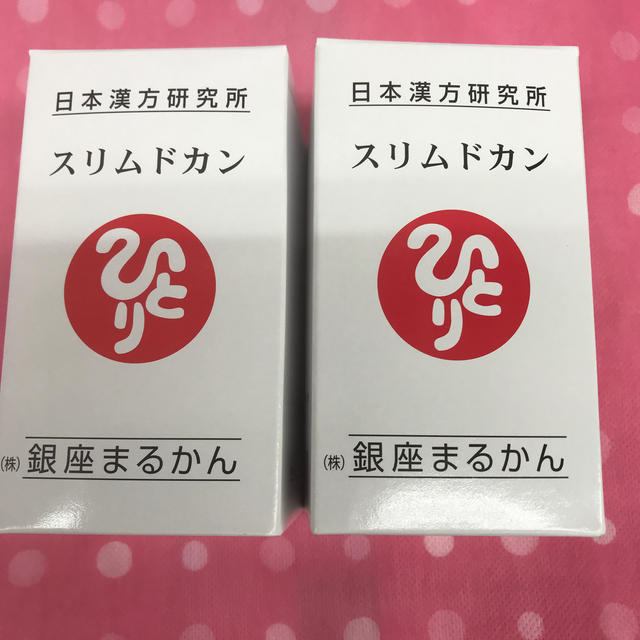 日本漢方研究所
スリムドカン
ひとり
(株)銀座まるかん
日本漢方研究所
スリムドカン
ひとり
(株)銀座まるかん